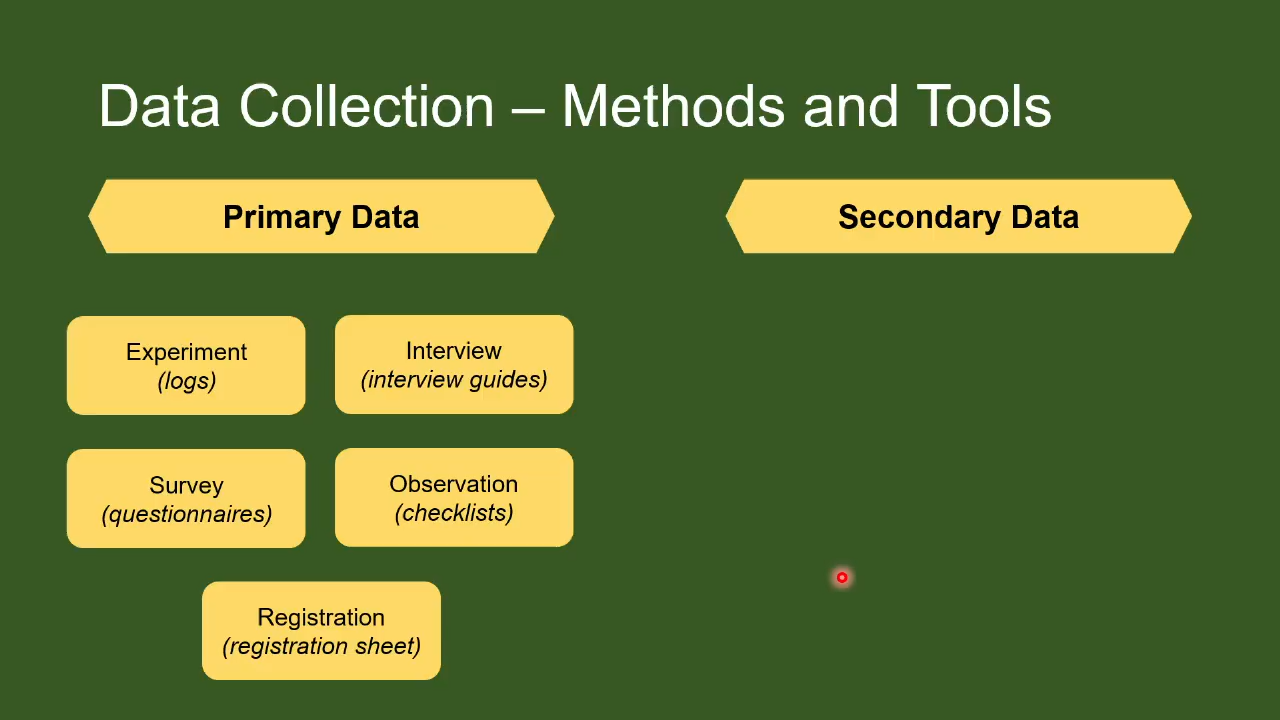 Data Collection – Methods and Tools
Primary Data
Secondary Data
Experiment
(logs)
Interview
(interview guides)
Survey
(questionnaires)
Observation
(checklists)
Registration
(registration sheet)